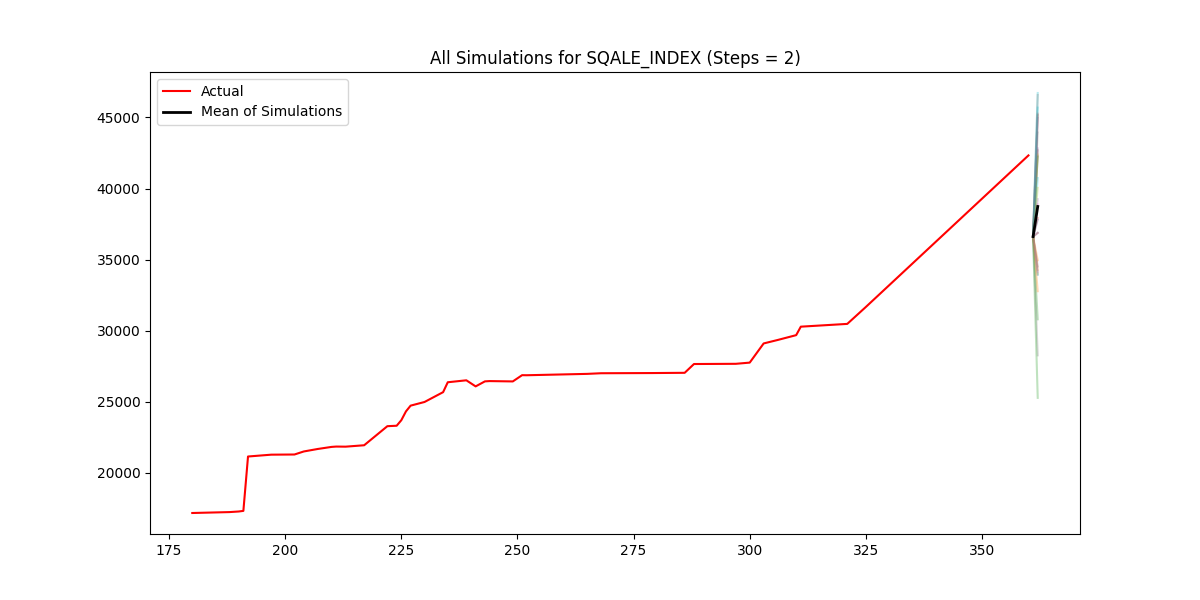 All Simulations for SQALE_INDEX (Steps = 2)
Actual
Mean of Simulations
45000
40000
35000
30000
25000
20000
175 200 225 250 275 300 325 350